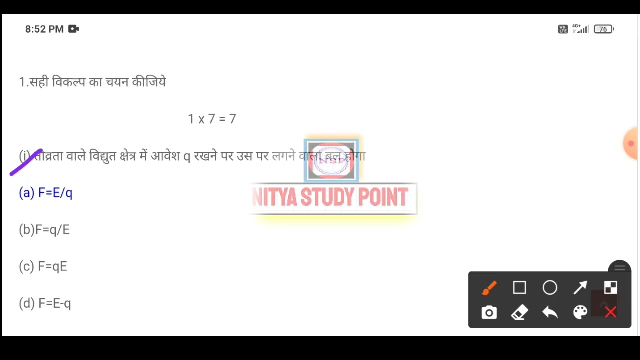 8:52 PM
76
1.सही विकल्प का चयन कीजिये
1 x 7 = 7
(i) तीव्रता वाले विद्युत क्षेत्र में आवेश q रखने पर उस पर लगने वाला बल होगा
NITYA STUDY POINT
(a) F=E/q
(b)F=q/E
(c) F=qE
(d) F=E-q